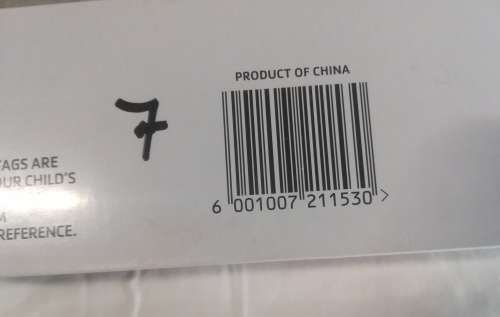 PRODUCT OF CHINA
7
TAGS ARE
OUR CHILD'S
M
REFERENCE.
6 001007 211530 >